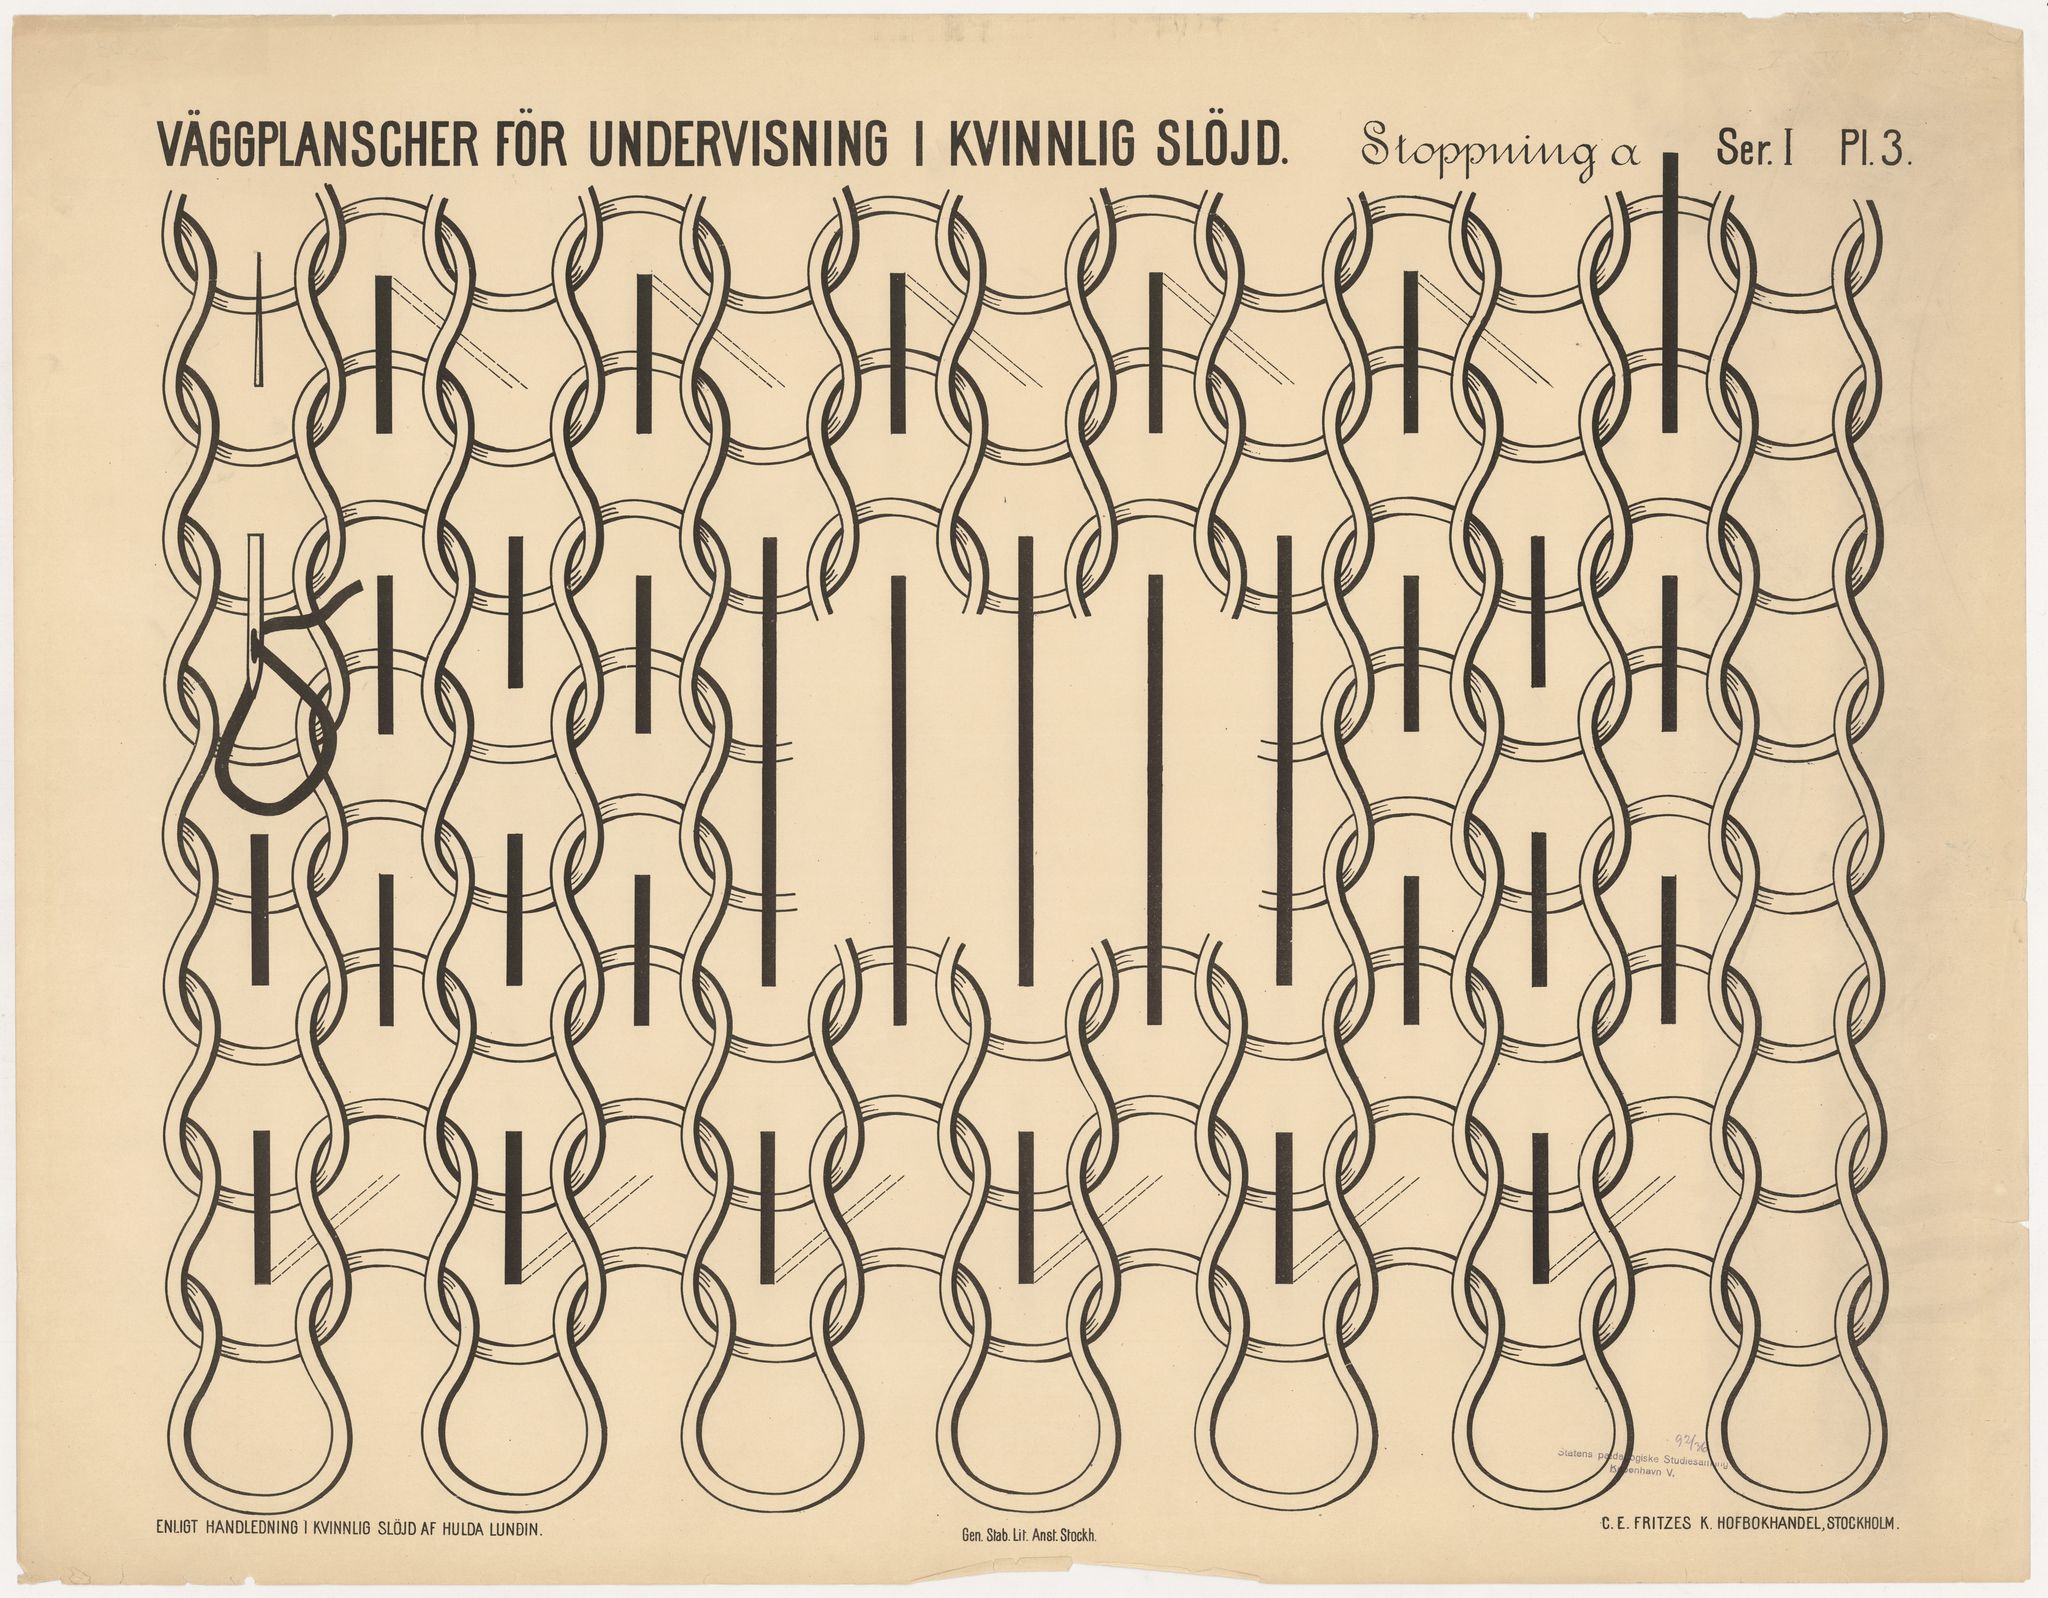 VÄGGPLANSCHER FÖR UNDERVISNING I KVINNLIG SLÖJD. Stoppning a Ser. I Pl. 3.
92/36
Statens pædagogiske Studiesamling
København V.
ENLIGT HANDLEDNING I KVINNLIG SLÖJD AF HULDA LUNDIN.
Gen. Stab. Lit. Anst. Stockh.
C. E. FRITZES K. HOFBOKHANDEL, STOCKHOLM.